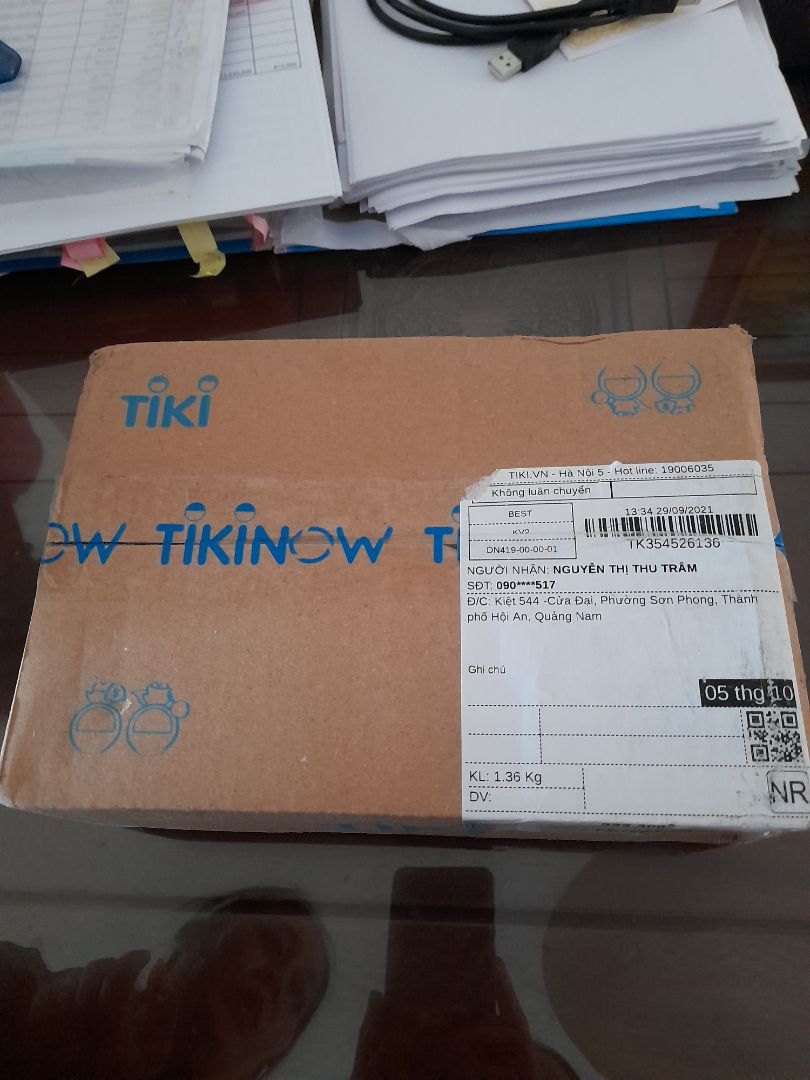 TIKI
TIKINOW
TIKI.VN - Hà Nội 5 - Hot line: 19006035
Không luân chuyển
BEST
KV2
DN419-00-00-01
13:34 29/09/2021
TK354526136
NGƯỜI NHẬN: NGUYỄN THỊ THU TRÂM
SĐT: 090****517
Đ/C: Kiệt 544 -Cửa Đại, Phường Sơn Phong, Thành
phố Hội An, Quảng Nam
Ghi chú
05 thg 10
KL: 1.36 Kg
DV:
NR